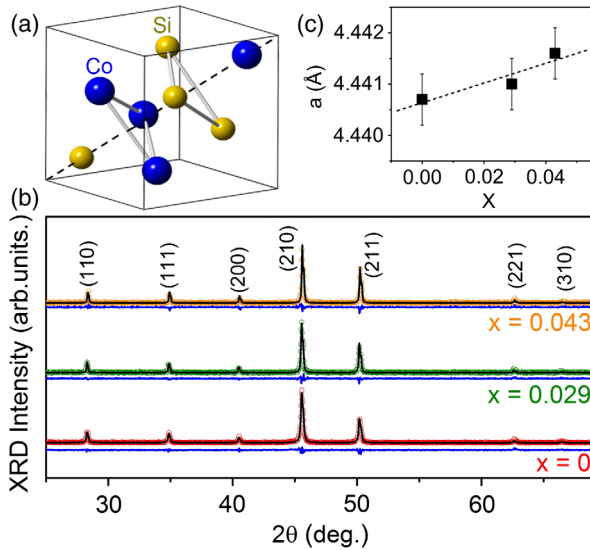 (a)
Si
Co
(c)
a (Å)
4.442
4.441
4.440
0.00 0.02 0.04
X
(b)
XRD Intensity (arb.units.)
(110) (111) (200) (210) (211) (221) (310)
x = 0.043
x = 0.029
x = 0
30 40 50 60
2θ (deg.)